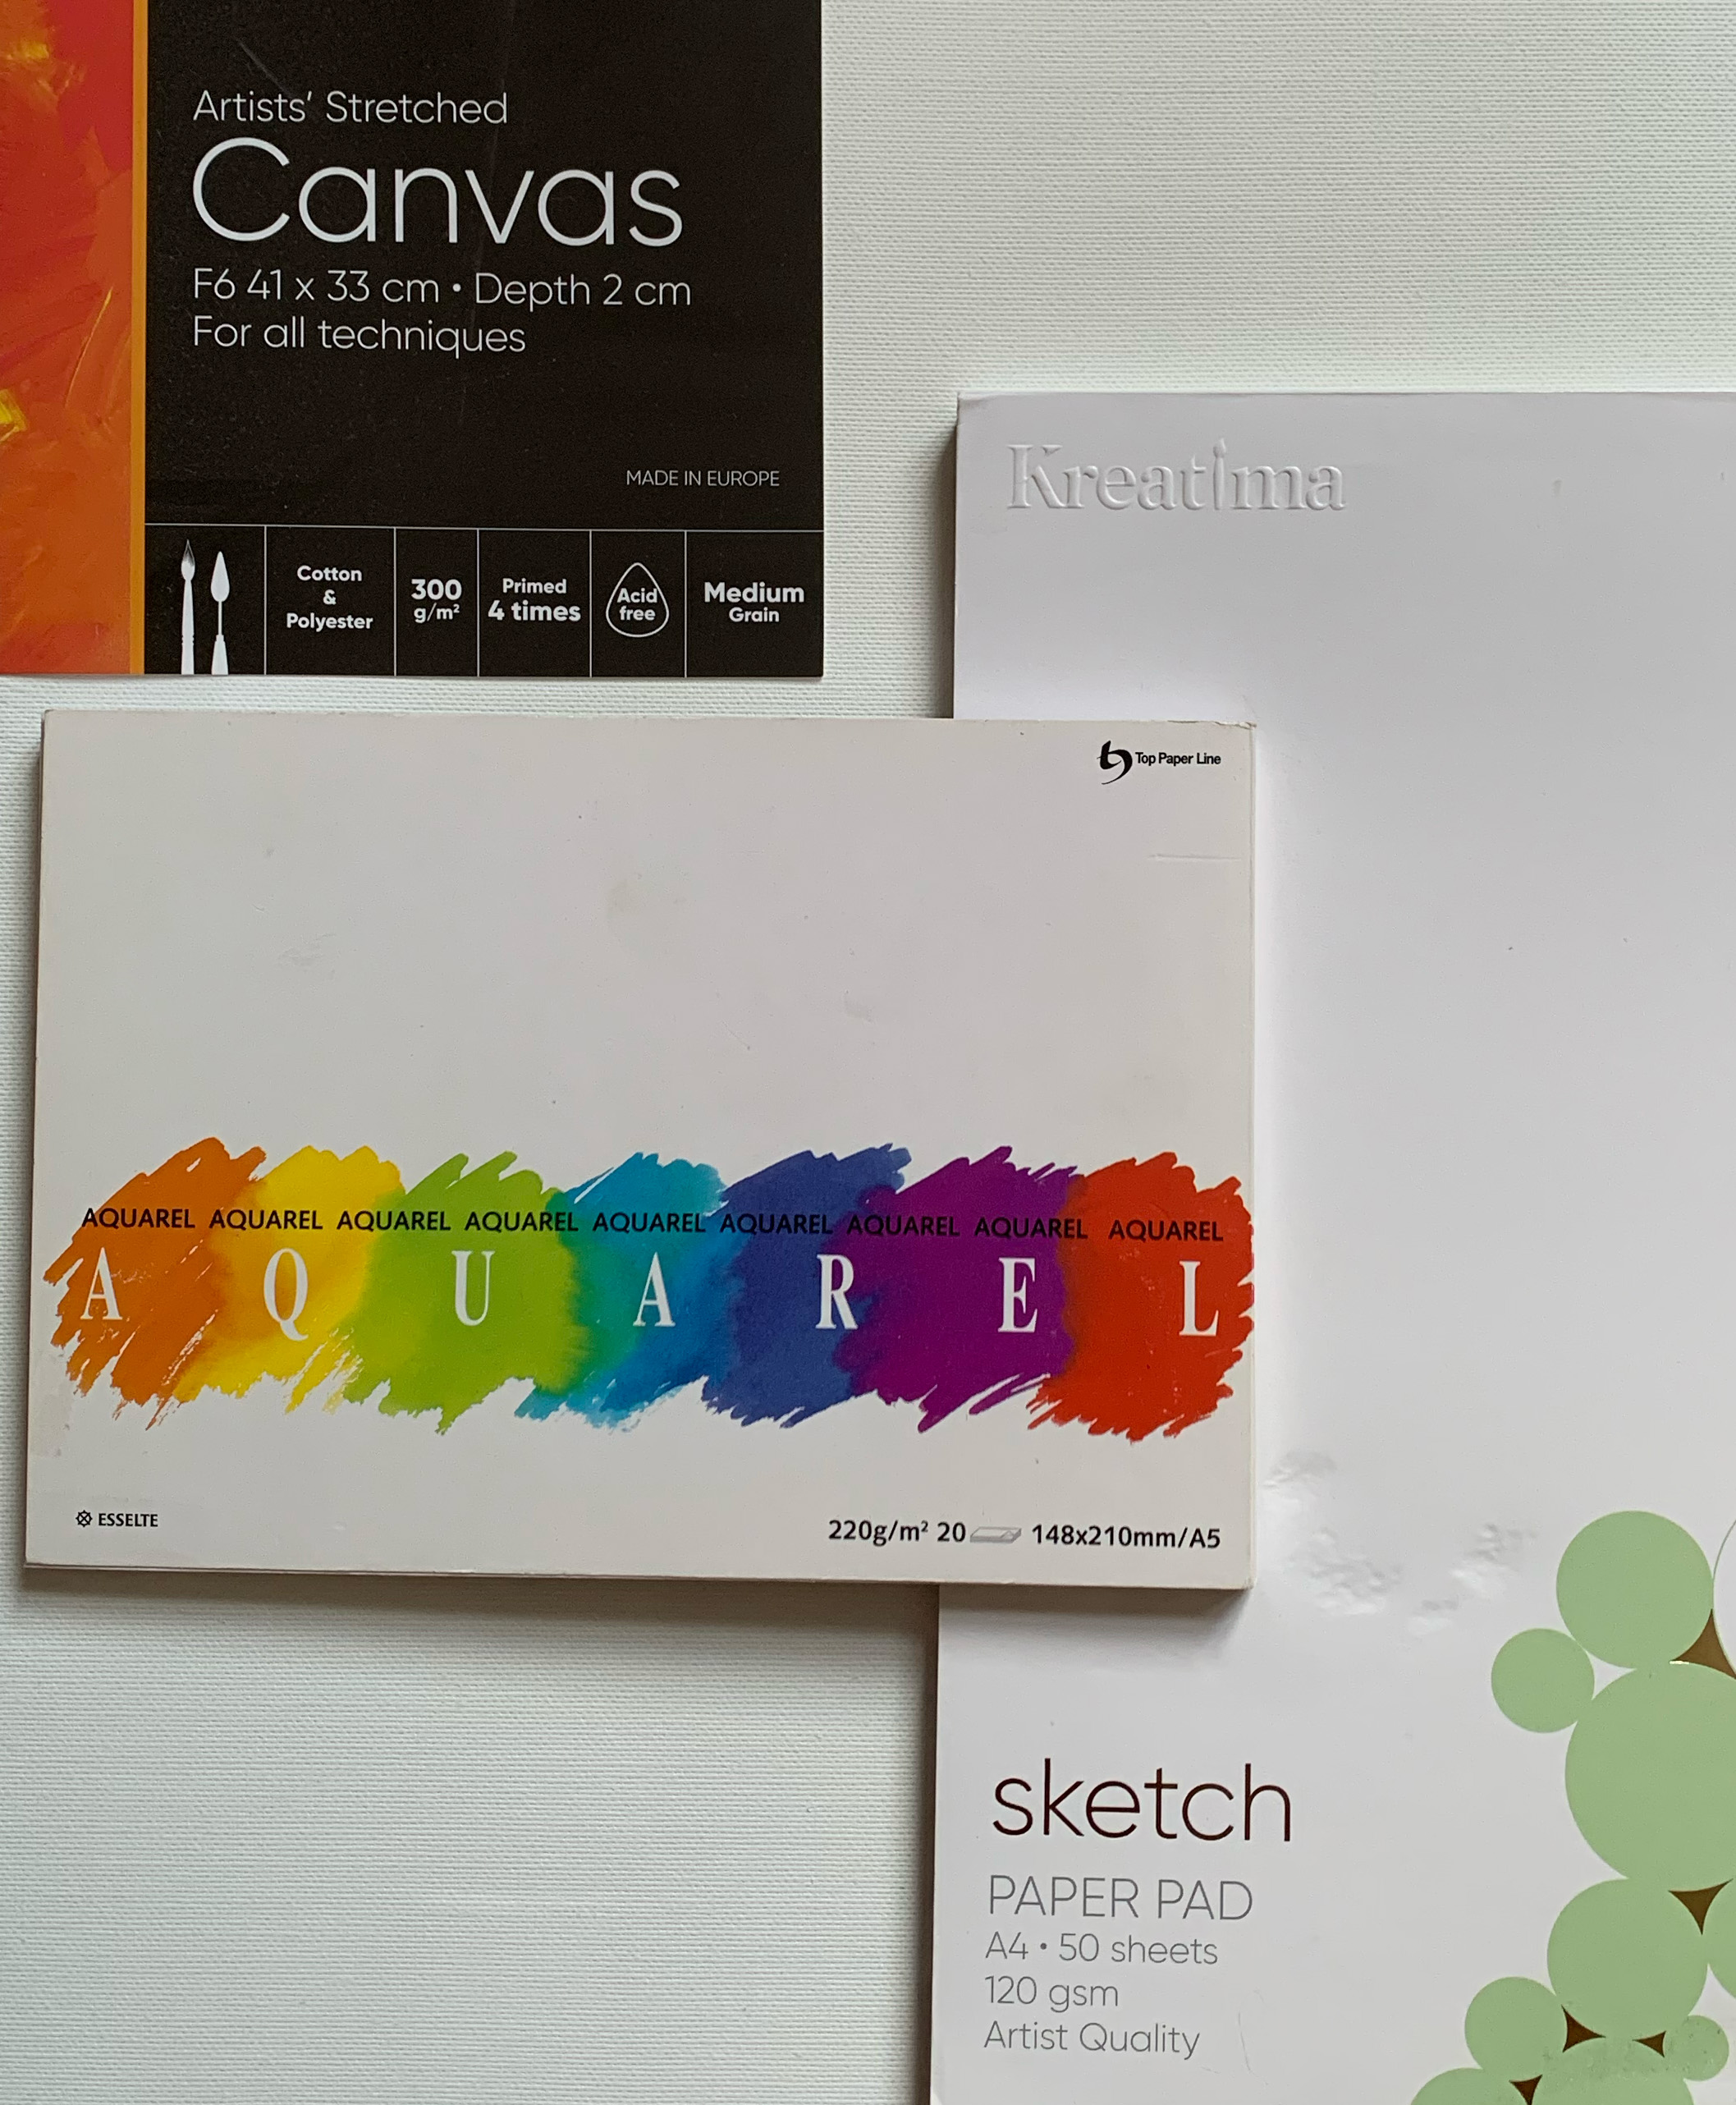 Artists' Stretched
Canvas
F6 41 x 33 cm • Depth 2 cm
For all techniques
MADE IN EUROPE
Cotton
&
Polyester
300
g/m²
Primed
4 times
Acid
free
Medium
Grain
Kreatima
Top Paper Line
AQUAREL AQUAREL AQUAREL AQUAREL AQUAREL AQUAREL AQUAREL AQUAREL AQUAREL
A Q U A R E L
ESSELTE
220g/m² 20 148x210mm/A5
sketch
PAPER PAD
A4 • 50 sheets
120 gsm
Artist Quality